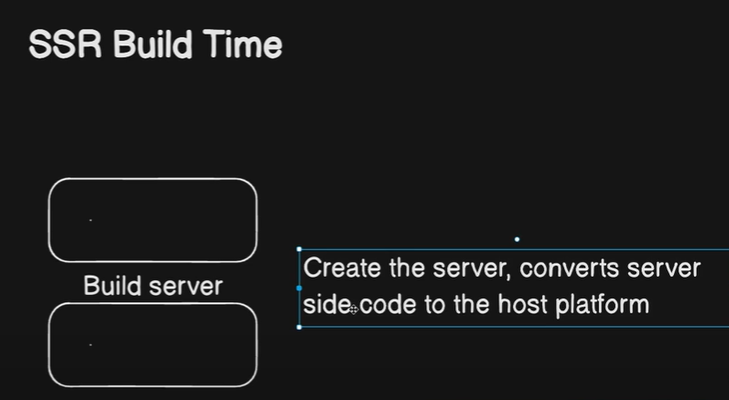 SSR Build Time
Build server
Create the server, converts server
side code to the host platform